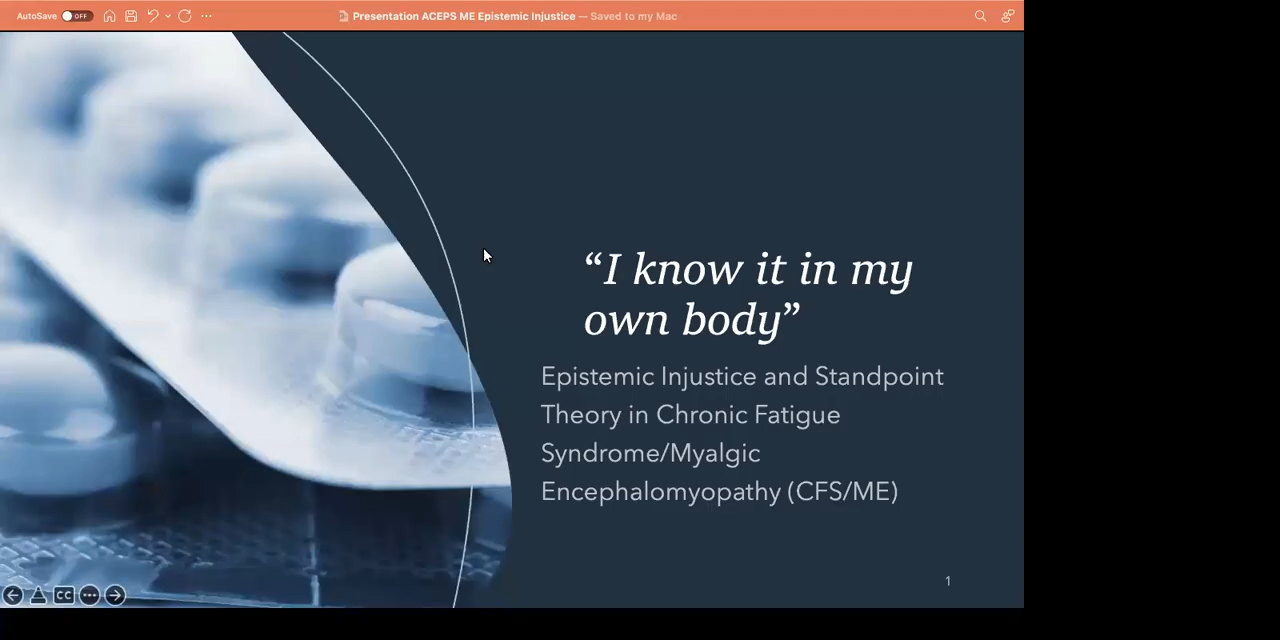 AutoSave OFF
Presentation ACEPS ME Epistemic Injustice — Saved to my Mac
“I know it in my
own body”
Epistemic Injustice and Standpoint
Theory in Chronic Fatigue
Syndrome/Myalgic
Encephalomyopathy (CFS/ME)
1
CC